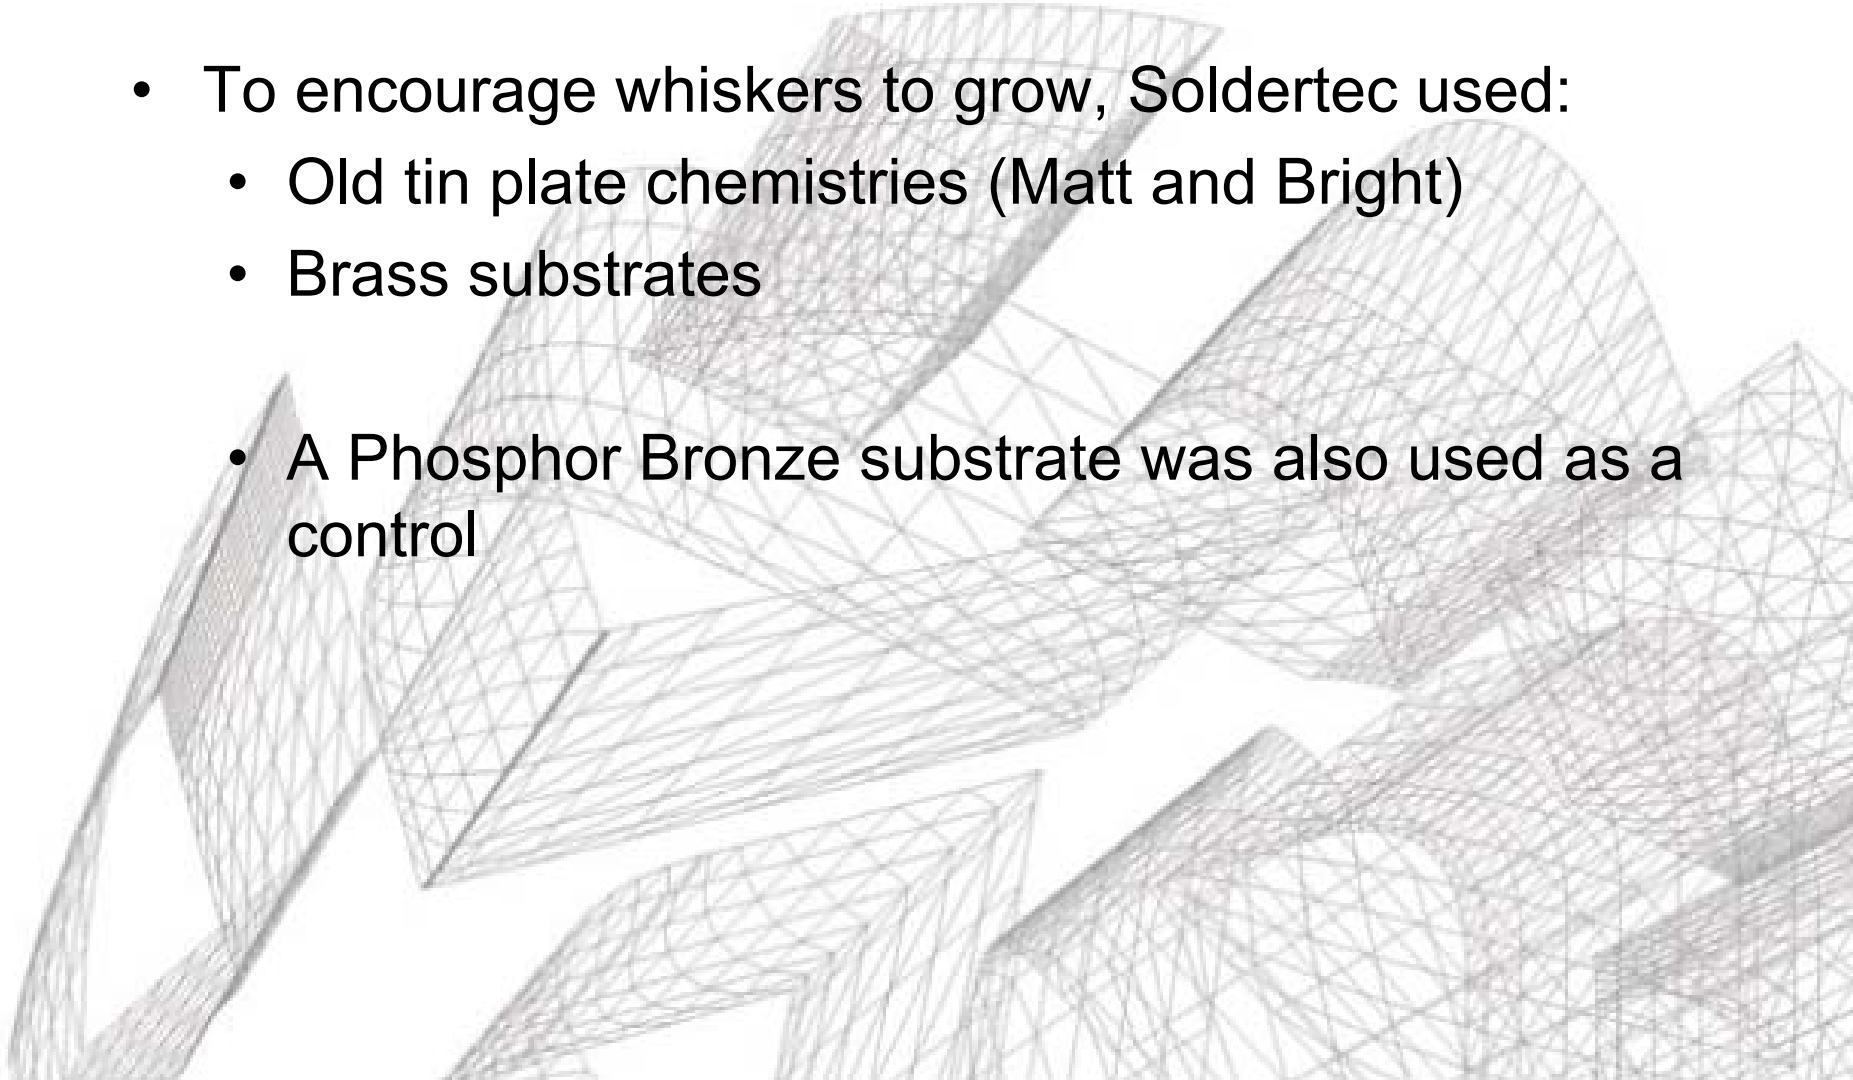 • To encourage whiskers to grow, Soldertec used:
• Old tin plate chemistries (Matt and Bright)
• Brass substrates
• A Phosphor Bronze substrate was also used as a
control